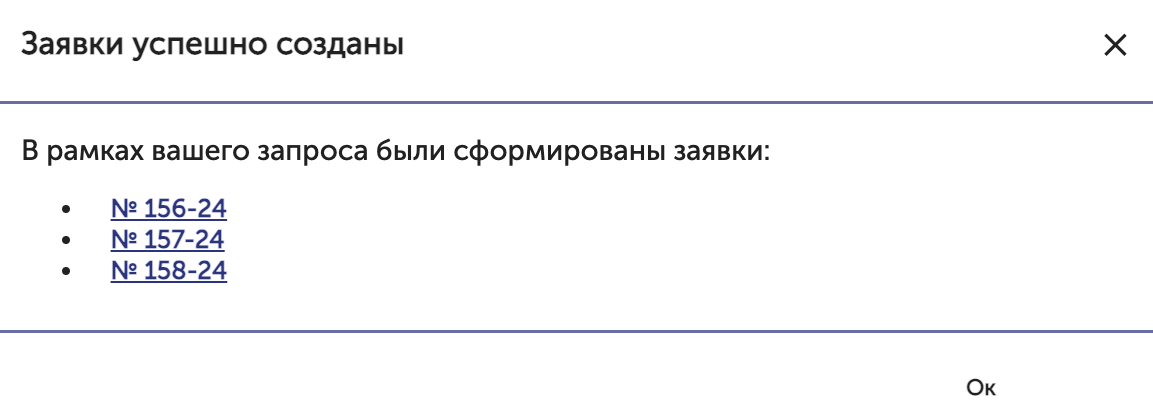 Заявки успешно созданы
В рамках вашего запроса были сформированы заявки:
• № 156-24
• № 157-24
• № 158-24
Ок